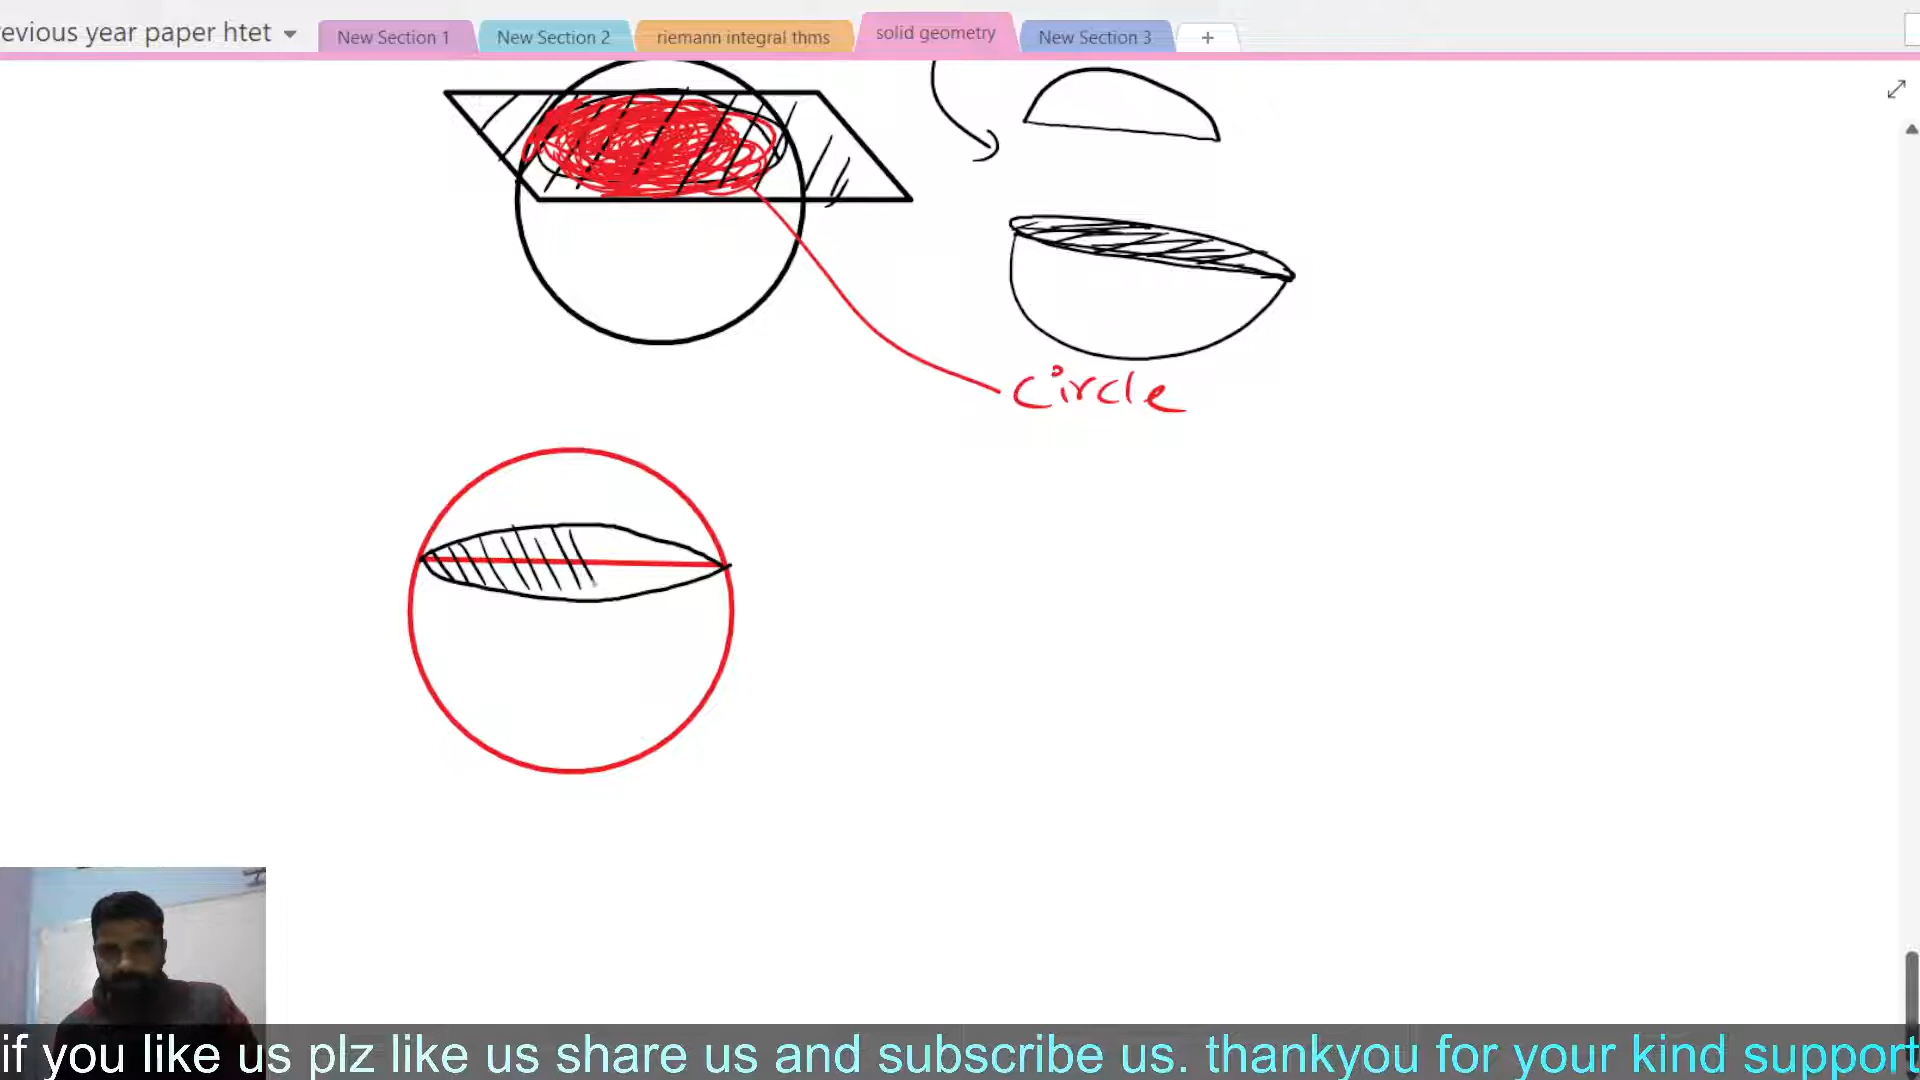 evious year paper htet
New Section 1
New Section 2
riemann integral thms
solid geometry
New Section 3
+
circle
if you like us plz like us share us and subscribe us. thankyou for your kind support